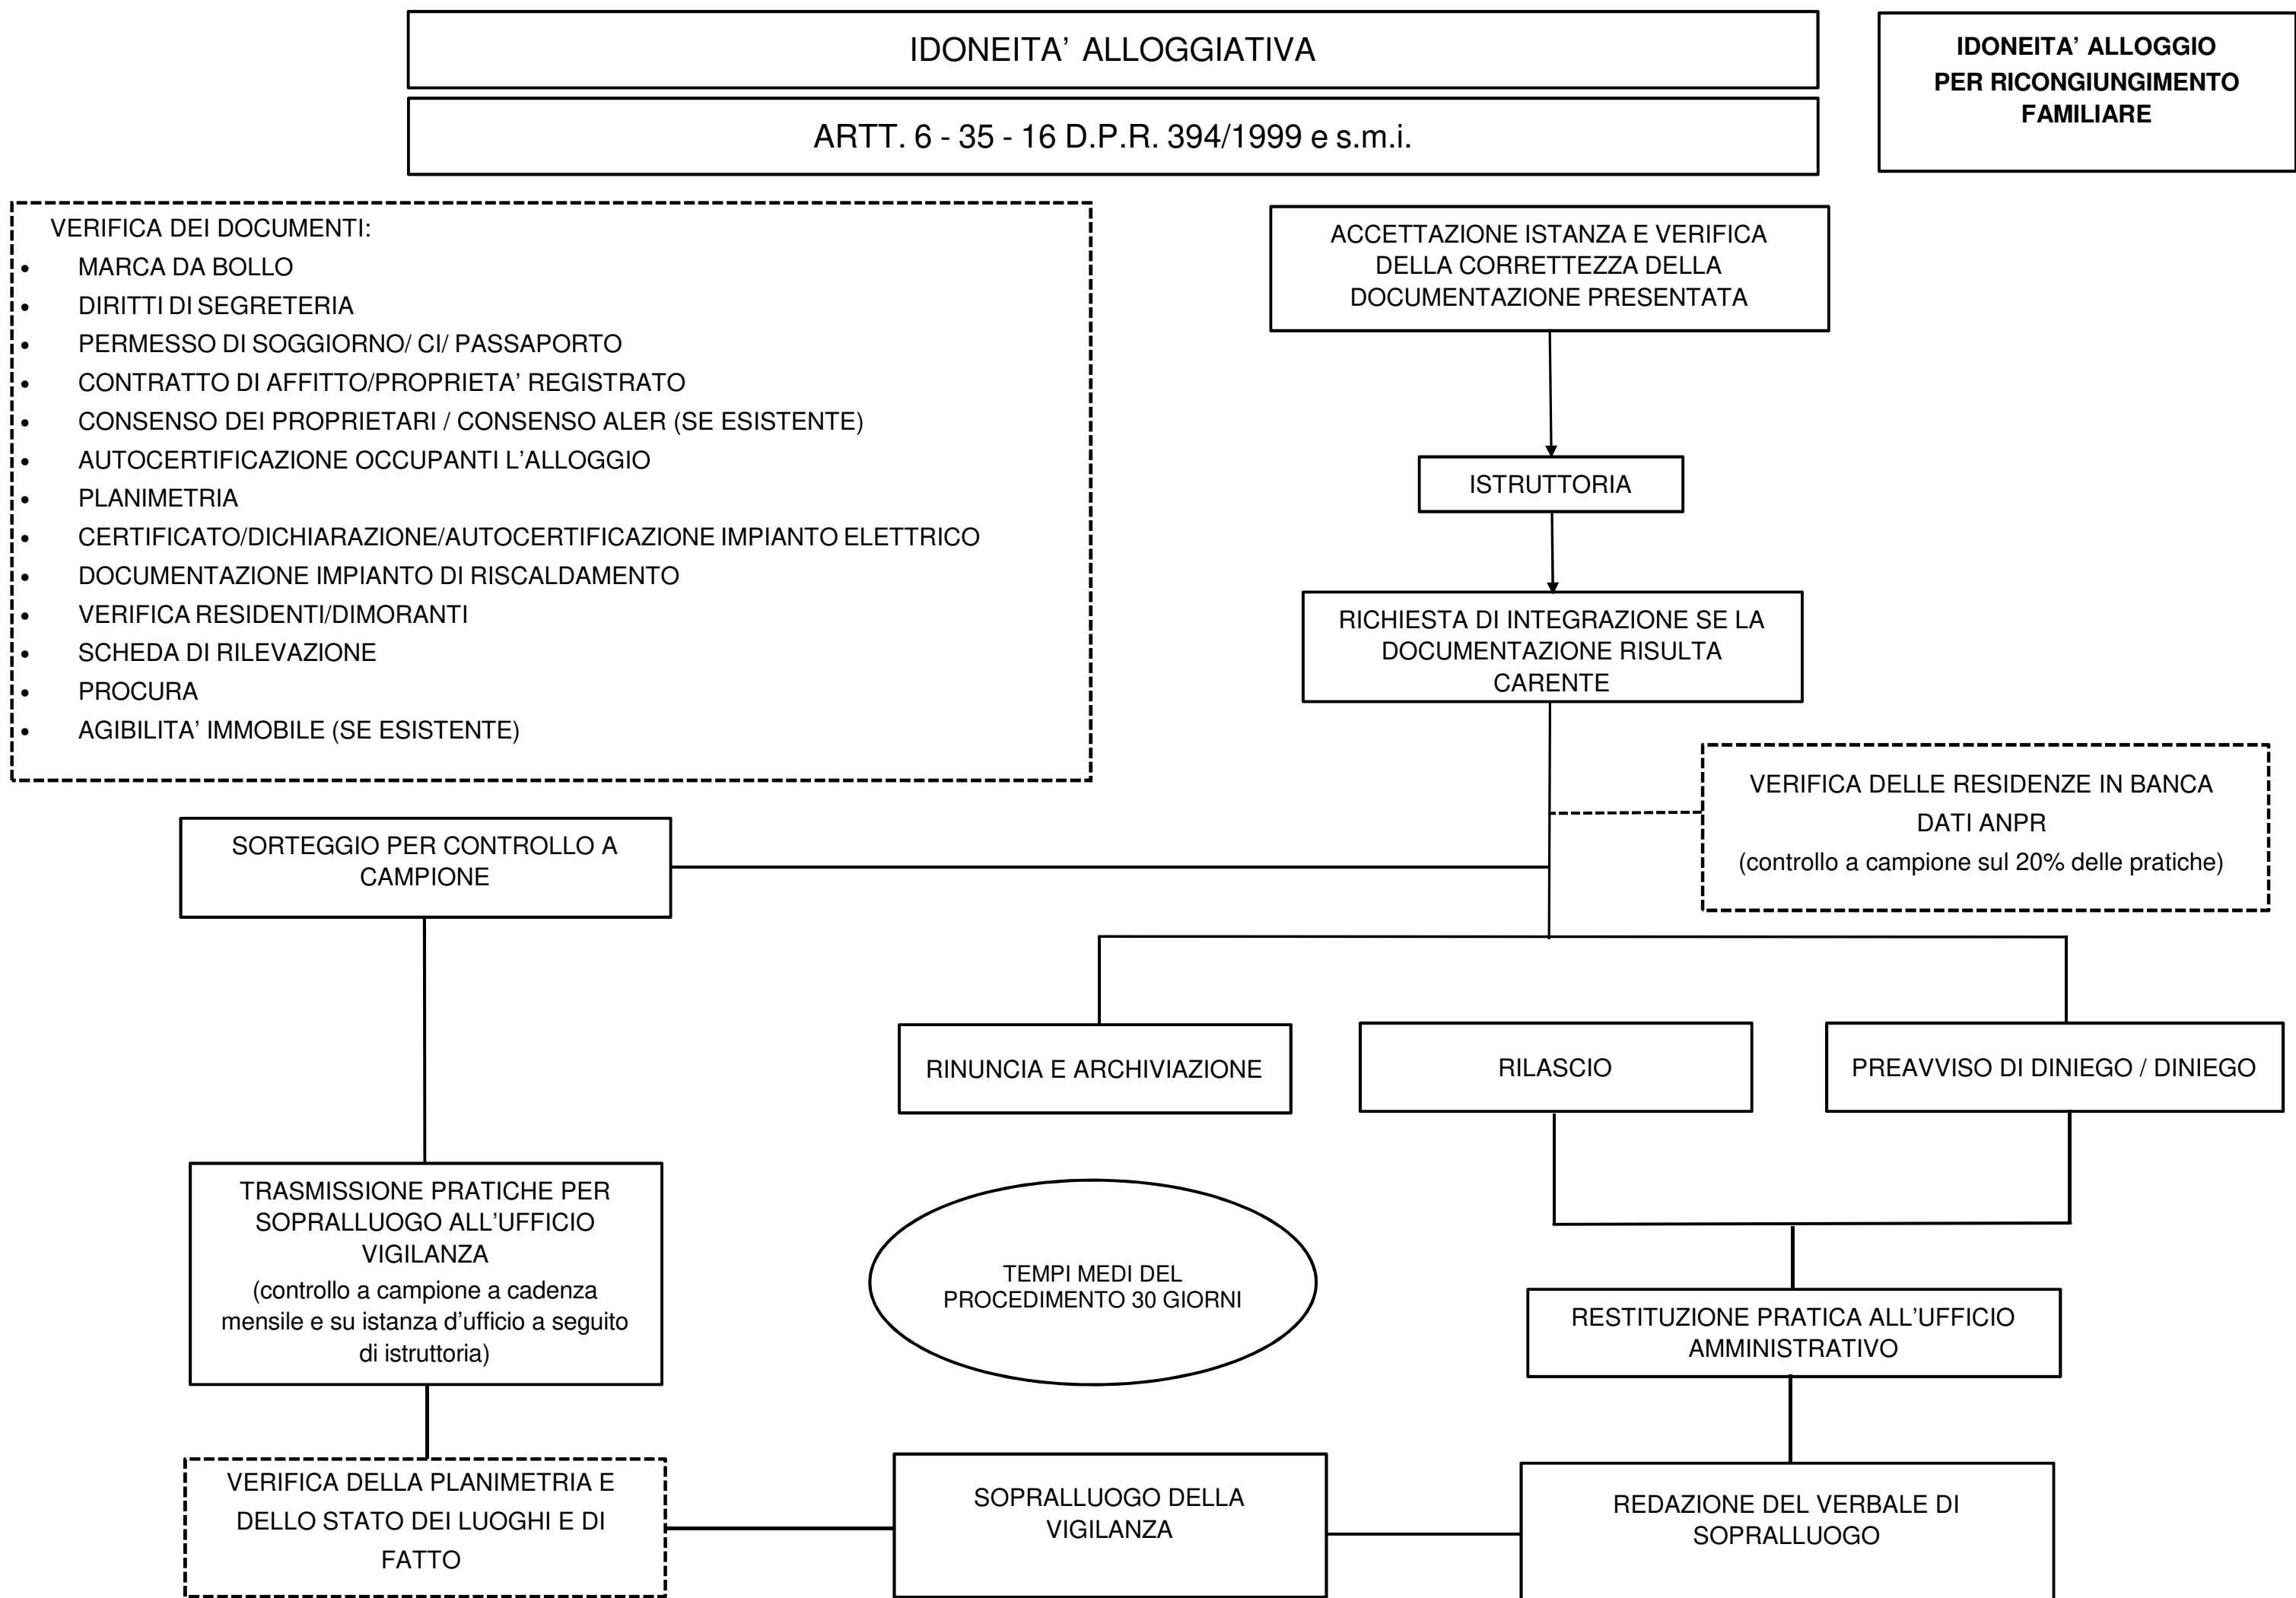 IDONEITA’ ALLOGGIATIVA
ARTT. 6 - 35 - 16 D.P.R. 394/1999 e s.m.i.
IDONEITA’ ALLOGGIO
PER RICONGIUNGIMENTO
FAMILIARE
VERIFICA DEI DOCUMENTI:
• MARCA DA BOLLO
• DIRITTI DI SEGRETERIA
• PERMESSO DI SOGGIORNO/ CI/ PASSAPORTO
• CONTRATTO DI AFFITTO/PROPRIETA’ REGISTRATO
• CONSENSO DEI PROPRIETARI / CONSENSO ALER (SE ESISTENTE)
• AUTOCERTIFICAZIONE OCCUPANTI L’ALLOGGIO
• PLANIMETRIA
• CERTIFICATO/DICHIARAZIONE/AUTOCERTIFICAZIONE IMPIANTO ELETTRICO
• DOCUMENTAZIONE IMPIANTO DI RISCALDAMENTO
• VERIFICA RESIDENTI/DIMORANTI
• SCHEDA DI RILEVAZIONE
• PROCURA
• AGIBILITA’ IMMOBILE (SE ESISTENTE)
ACCETTAZIONE ISTANZA E VERIFICA
DELLA CORRETTEZZA DELLA
DOCUMENTAZIONE PRESENTATA
ISTRUTTORIA
RICHIESTA DI INTEGRAZIONE SE LA
DOCUMENTAZIONE RISULTA
CARENTE
VERIFICA DELLE RESIDENZE IN BANCA
DATI ANPR
(controllo a campione sul 20% delle pratiche)
SORTEGGIO PER CONTROLLO A
CAMPIONE
RINUNCIA E ARCHIVIAZIONE
RILASCIO
PREAVVISO DI DINIEGO / DINIEGO
TRASMISSIONE PRATICHE PER
SOPRALLUOGO ALL’UFFICIO
VIGILANZA
(controllo a campione a cadenza
mensile e su istanza d’ufficio a seguito
di istruttoria)
TEMPI MEDI DEL
PROCEDIMENTO 30 GIORNI
RESTITUZIONE PRATICA ALL’UFFICIO
AMMINISTRATIVO
VERIFICA DELLA PLANIMETRIA E
DELLO STATO DEI LUOGHI E DI
FATTO
SOPRALLUOGO DELLA
VIGILANZA
REDAZIONE DEL VERBALE DI
SOPRALLUOGO